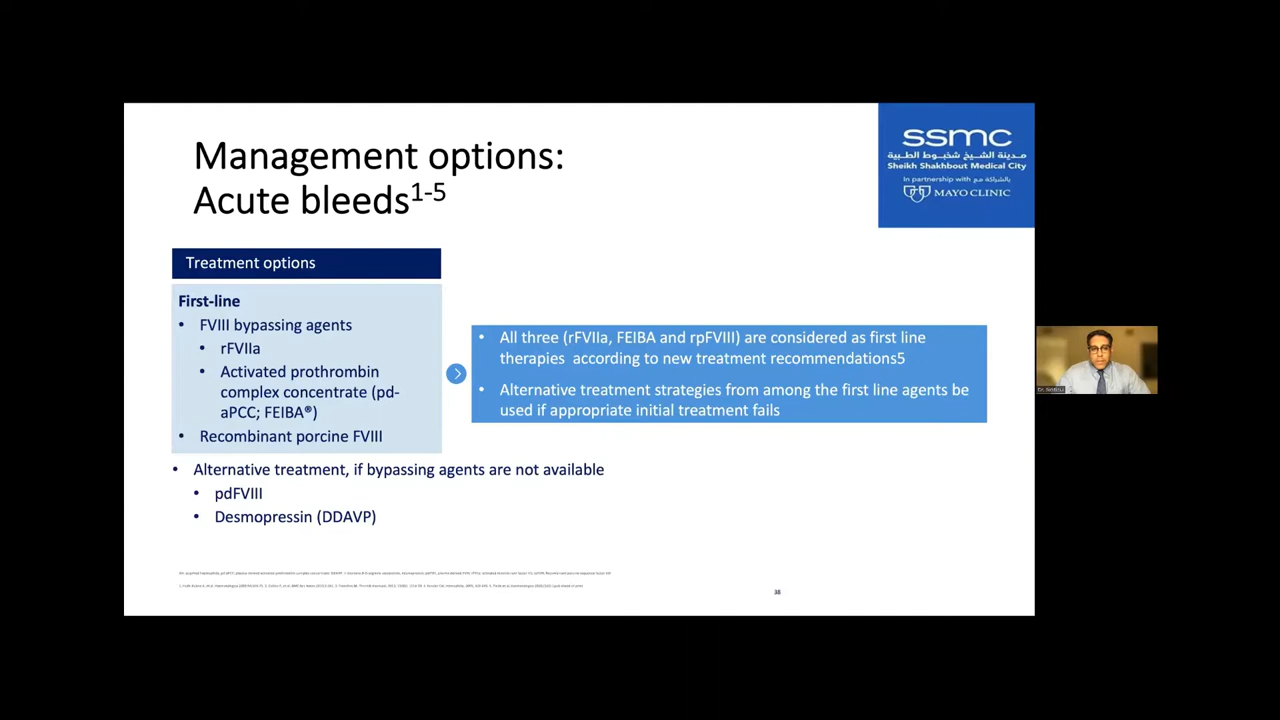 Management options:
Acute bleeds1-5
ssmc
مدينة الشيخ شخبوط الطبية
Sheikh Shakhbout Medical City
In partnership with بالشراكة مع
MAYO CLINIC
Treatment options
First-line
• FVIII bypassing agents
• rFVIIa
• Activated prothrombin
complex concentrate (pd-
aPCC; FEIBA®)
• Recombinant porcine FVIII
• All three (rFVIIa, FEIBA and rpFVIII) are considered as first line
therapies according to new treatment recommendations5
• Alternative treatment strategies from among the first line agents be
used if appropriate initial treatment fails
• Alternative treatment, if bypassing agents are not available
• pdFVIII
• Desmopressin (DDAVP)
38